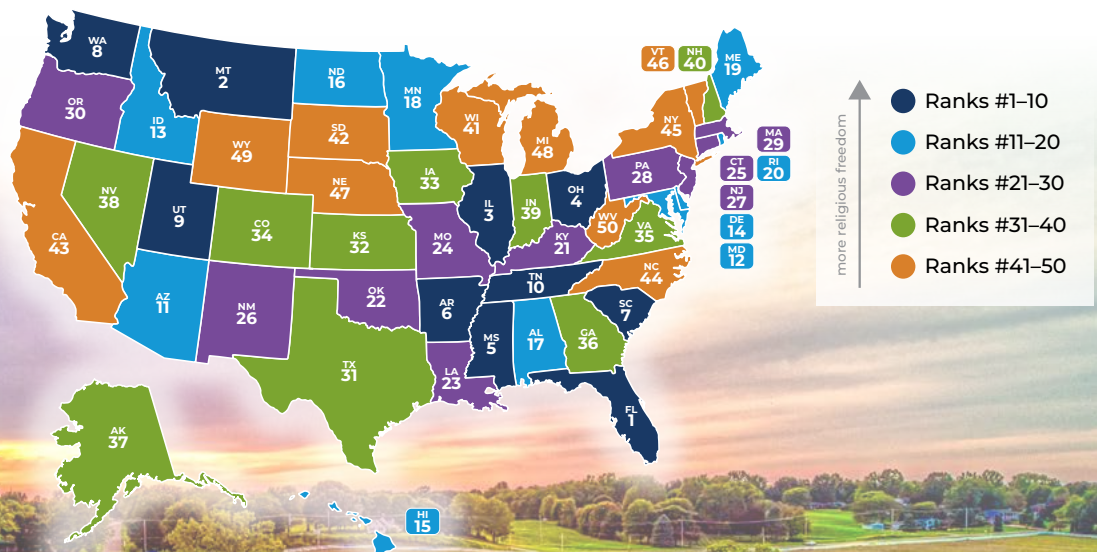 WA
8
MT
2
ND
16
MN
18
VT
46
NH
40
ME
19
OR
30
ID
13
WY
49
SD
42
WI
41
MI
48
NY
45
MA
29
CT
25
RI
20
NJ
27
DE
14
MD
12
NV
38
UT
9
CO
34
NE
47
IA
33
IL
3
IN
39
OH
4
PA
28
WV
50
VA
35
CA
43
KS
32
MO
24
KY
21
NC
44
TN
10
SC
7
AZ
11
NM
26
OK
22
AR
6
MS
5
AL
17
GA
36
TX
31
LA
23
FL
1
AK
37
HI
15
more religious freedom
Ranks #1–10
Ranks #11–20
Ranks #21–30
Ranks #31–40
Ranks #41–50